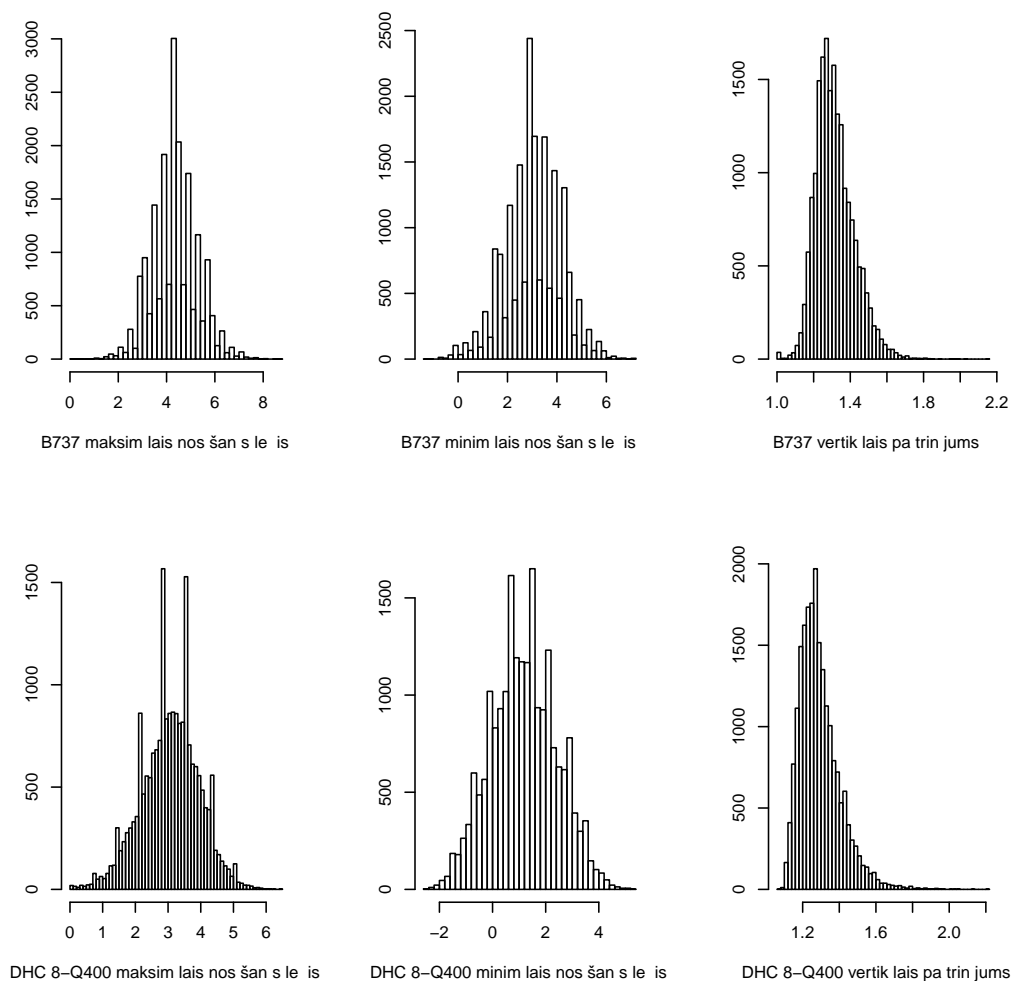 0 500 1000 1500 2000 2500 3000
0 2 4 6 8
B737 maksim lais nos šan s le is
0 500 1000 1500 2000 2500
0 2 4 6
B737 minim lais nos šan s le is
0 500 1000 1500
1.0 1.4 1.8 2.2
B737 vertik lais pa trin jums
0 500 1000 1500
0 1 2 3 4 5 6
DHC 8−Q400 maksim lais nos šan s le is
0 500 1000 1500
−2 0 2 4
DHC 8−Q400 minim lais nos šan s le is
0 500 1000 1500 2000
1.2 1.6 2.0
DHC 8−Q400 vertik lais pa trin jums